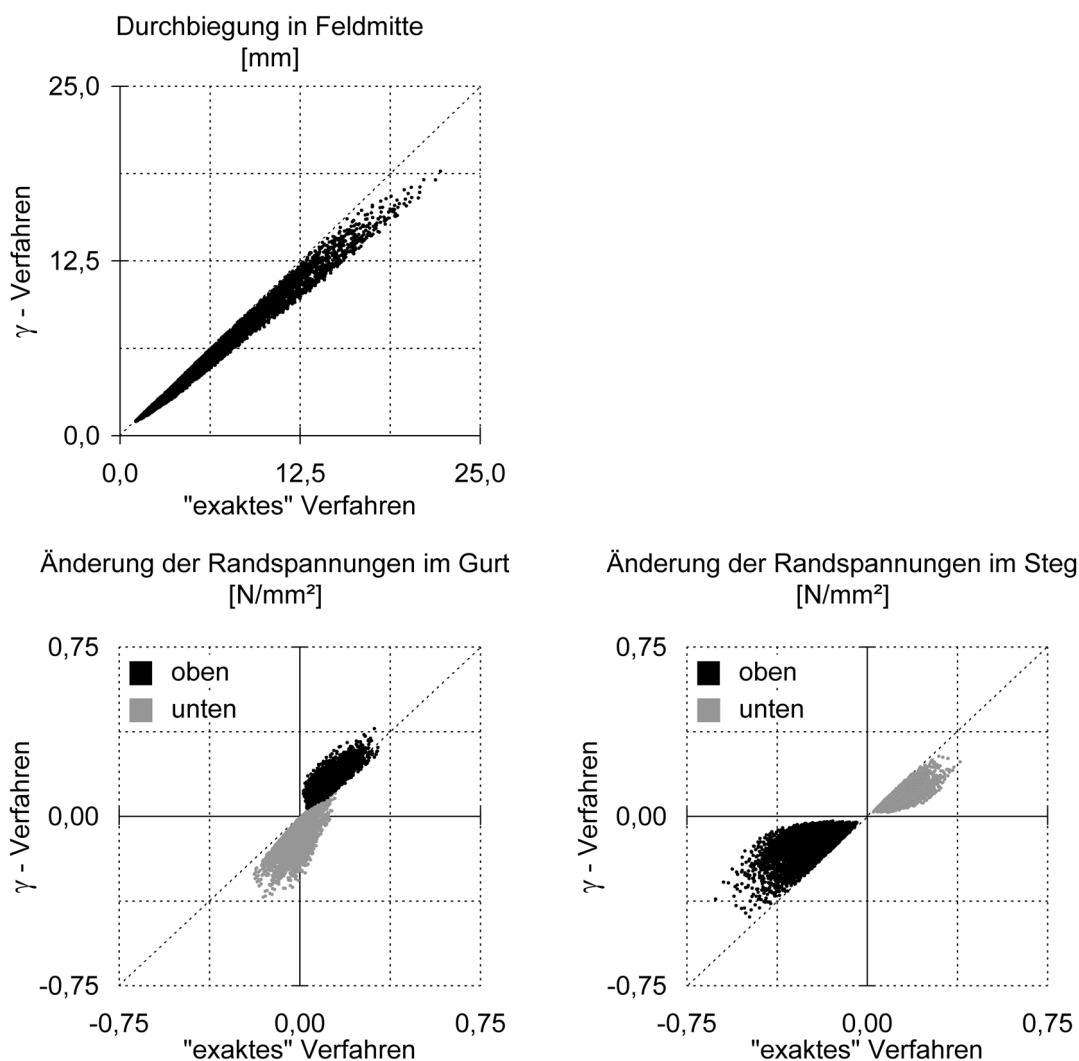 Durchbiegung in Feldmitte
[mm]
25,0
12,5
0,0
γ - Verfahren
0,0 12,5 25,0
"exaktes" Verfahren
Änderung der Randspannungen im Gurt
[N/mm²]
0,75
0,00
-0,75
γ - Verfahren
oben
unten
-0,75 0,00 0,75
"exaktes" Verfahren
Änderung der Randspannungen im Steg
[N/mm²]
0,75
0,00
-0,75
γ - Verfahren
oben
unten
-0,75 0,00 0,75
"exaktes" Verfahren